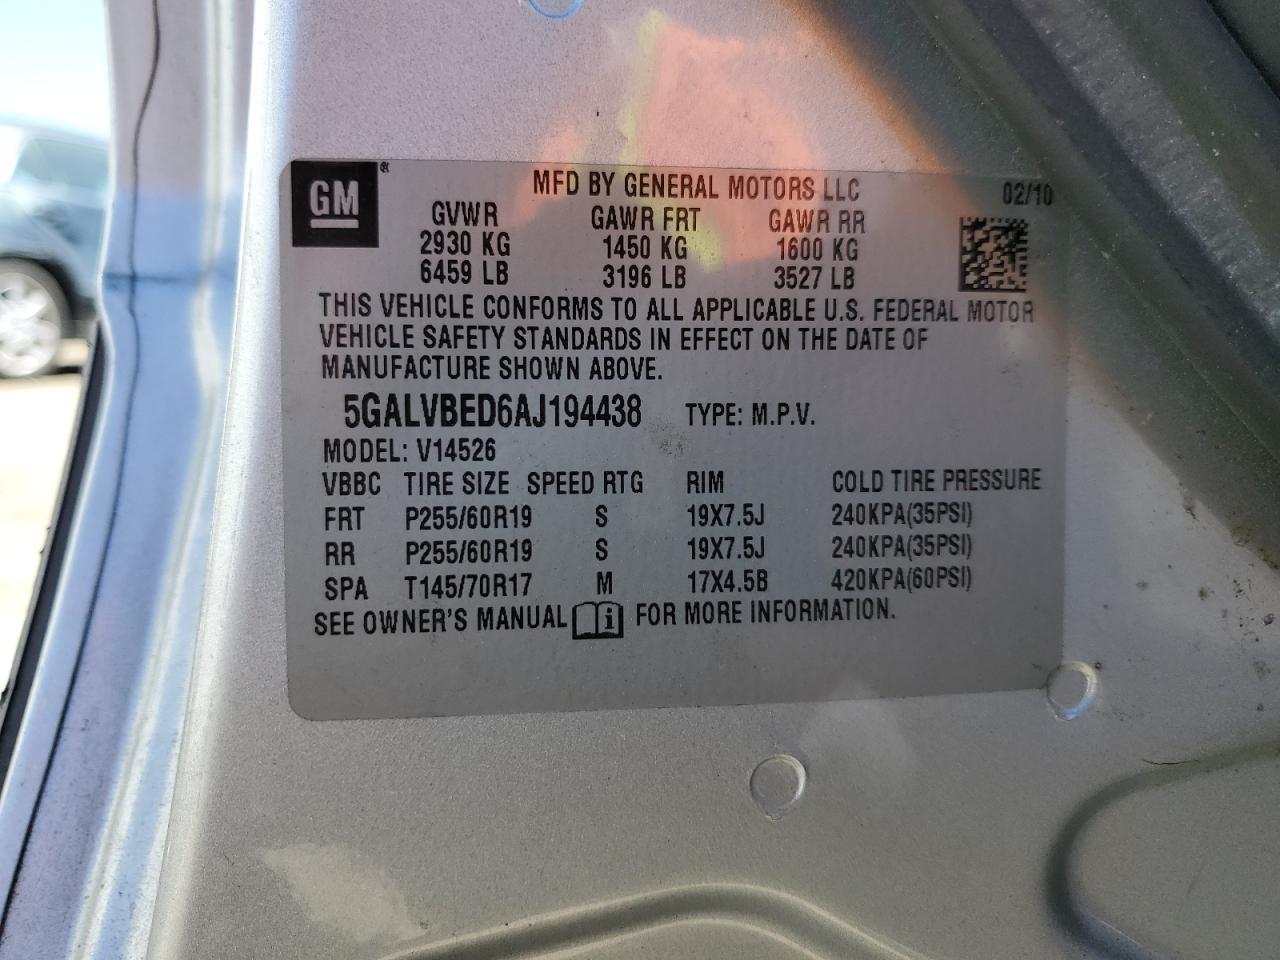 GM®
MFD BY GENERAL MOTORS LLC 02/10
GVWR GAWR FRT GAWR RR
2930 KG 1450 KG 1600 KG
6459 LB 3196 LB 3527 LB
THIS VEHICLE CONFORMS TO ALL APPLICABLE U.S. FEDERAL MOTOR
VEHICLE SAFETY STANDARDS IN EFFECT ON THE DATE OF
MANUFACTURE SHOWN ABOVE.
5GALVBED6AJ194438 TYPE: M.P.V.
MODEL: V14526
VBBC TIRE SIZE SPEED RTG RIM COLD TIRE PRESSURE
FRT P255/60R19 S 19X7.5J 240KPA(35PSI)
RR P255/60R19 S 19X7.5J 240KPA(35PSI)
SPA T145/70R17 M 17X4.5B 420KPA(60PSI)
SEE OWNER'S MANUAL i FOR MORE INFORMATION.